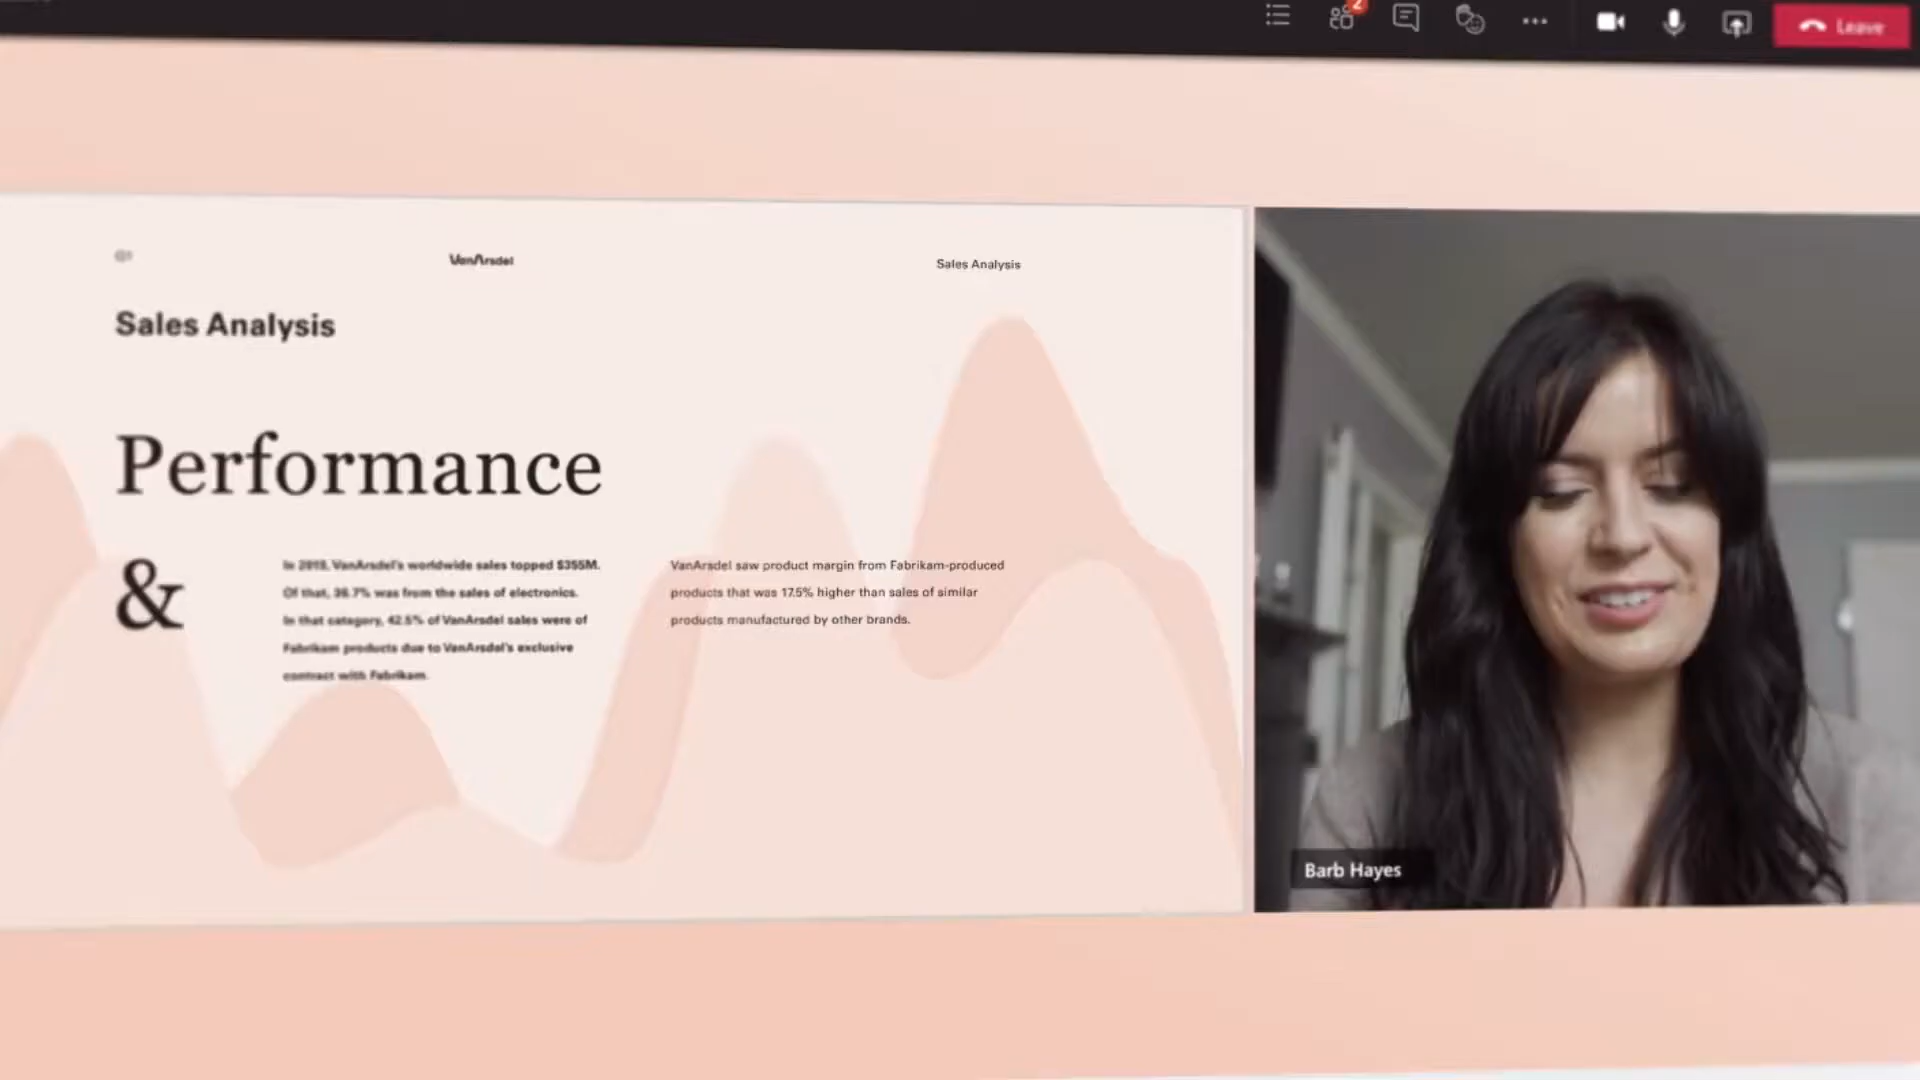 2
Leave
VanArsdel
Sales Analysis
Sales Analysis
Performance
&
In 2019, VanArsdel's worldwide sales topped $355M.
Of that, 36.7% was from the sales of electronics.
In that category, 42.5% of VanArsdel sales were of
Fabrikam products due to VanArsdel's exclusive
contract with Fabrikam.
VanArsdel saw product margin from Fabrikam-produced
products that was 17.5% higher than sales of similar
products manufactured by other brands.
Barb Hayes